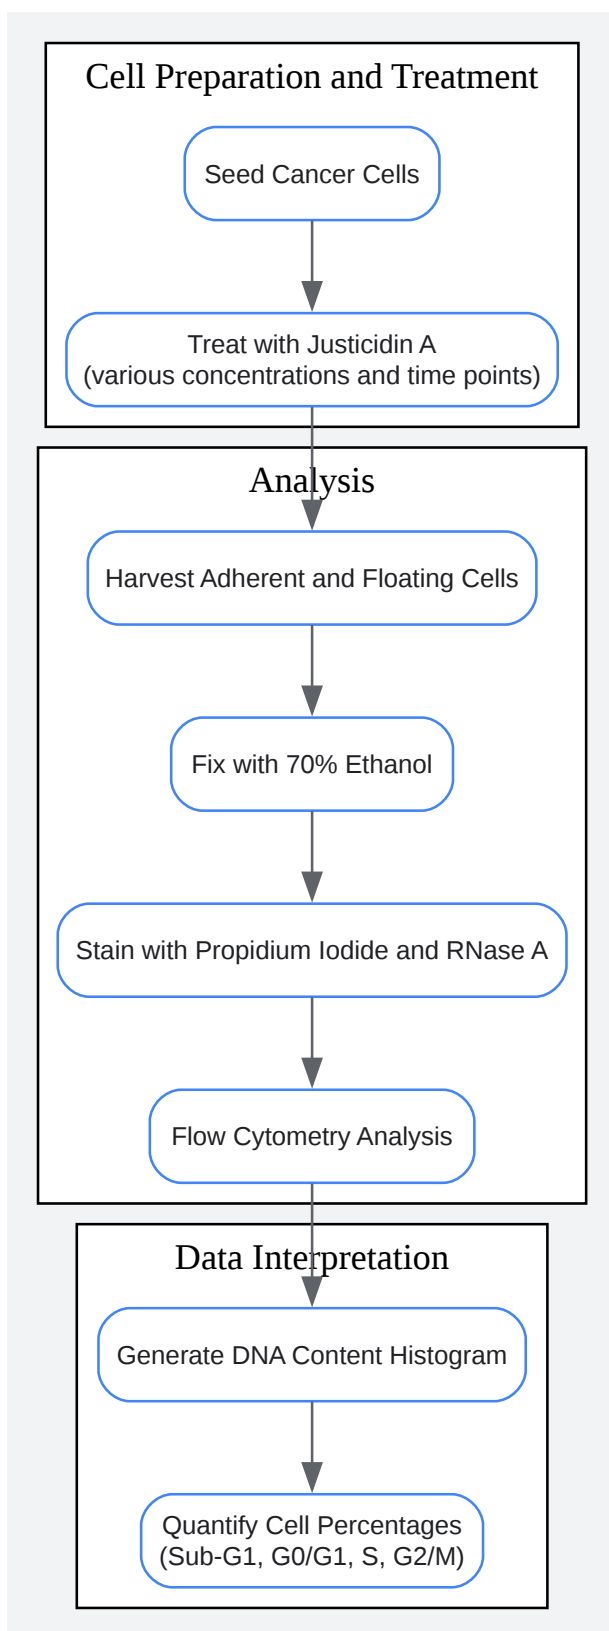 Cell Preparation and Treatment
Seed Cancer Cells
Treat with Justicidin A
(various concentrations and time points)
Analysis
Harvest Adherent and Floating Cells
Fix with 70% Ethanol
Stain with Propidium Iodide and RNase A
Flow Cytometry Analysis
Data Interpretation
Generate DNA Content Histogram
Quantify Cell Percentages
(Sub-G1, G0/G1, S, G2/M)